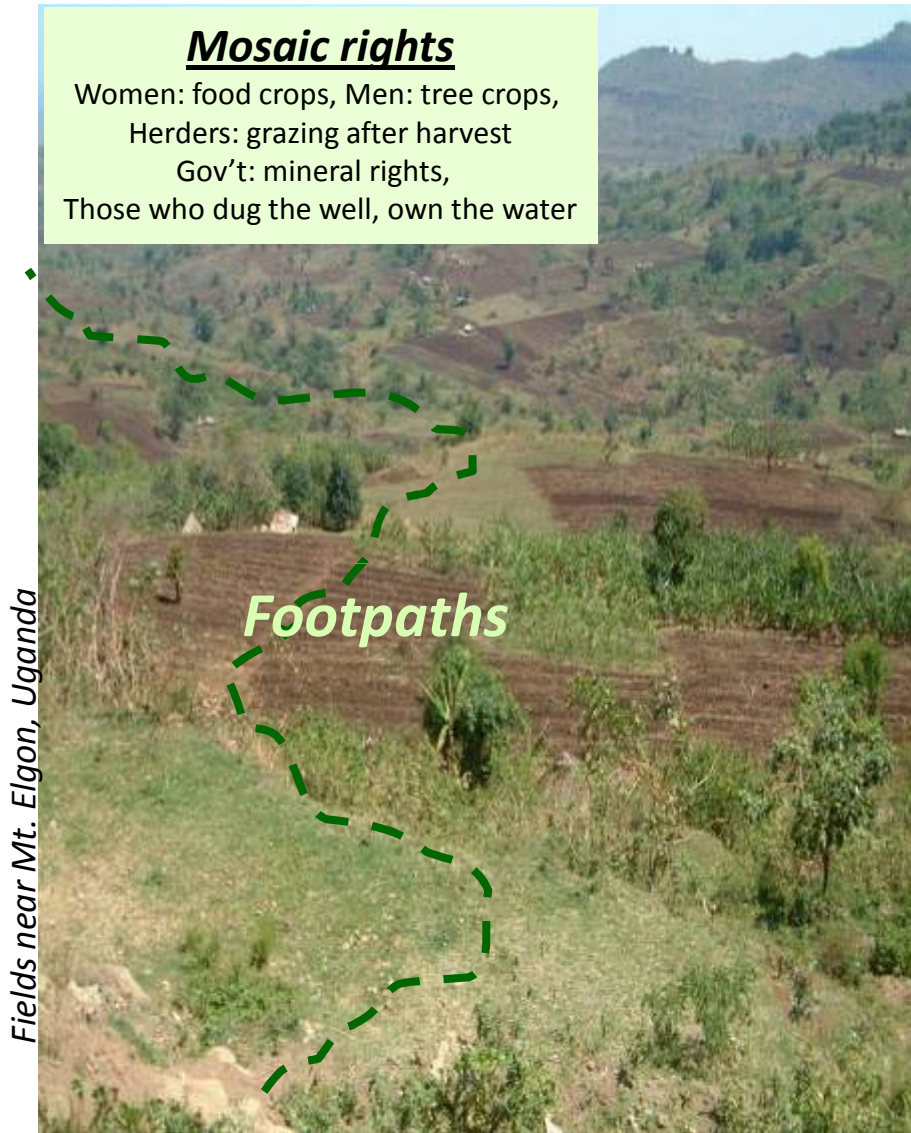 Mosaic rights
Women: food crops, Men: tree crops,
Herders: grazing after harvest
Gov’t: mineral rights,
Those who dug the well, own the water
Footpaths
Fields near Mt. Elgon, Uganda